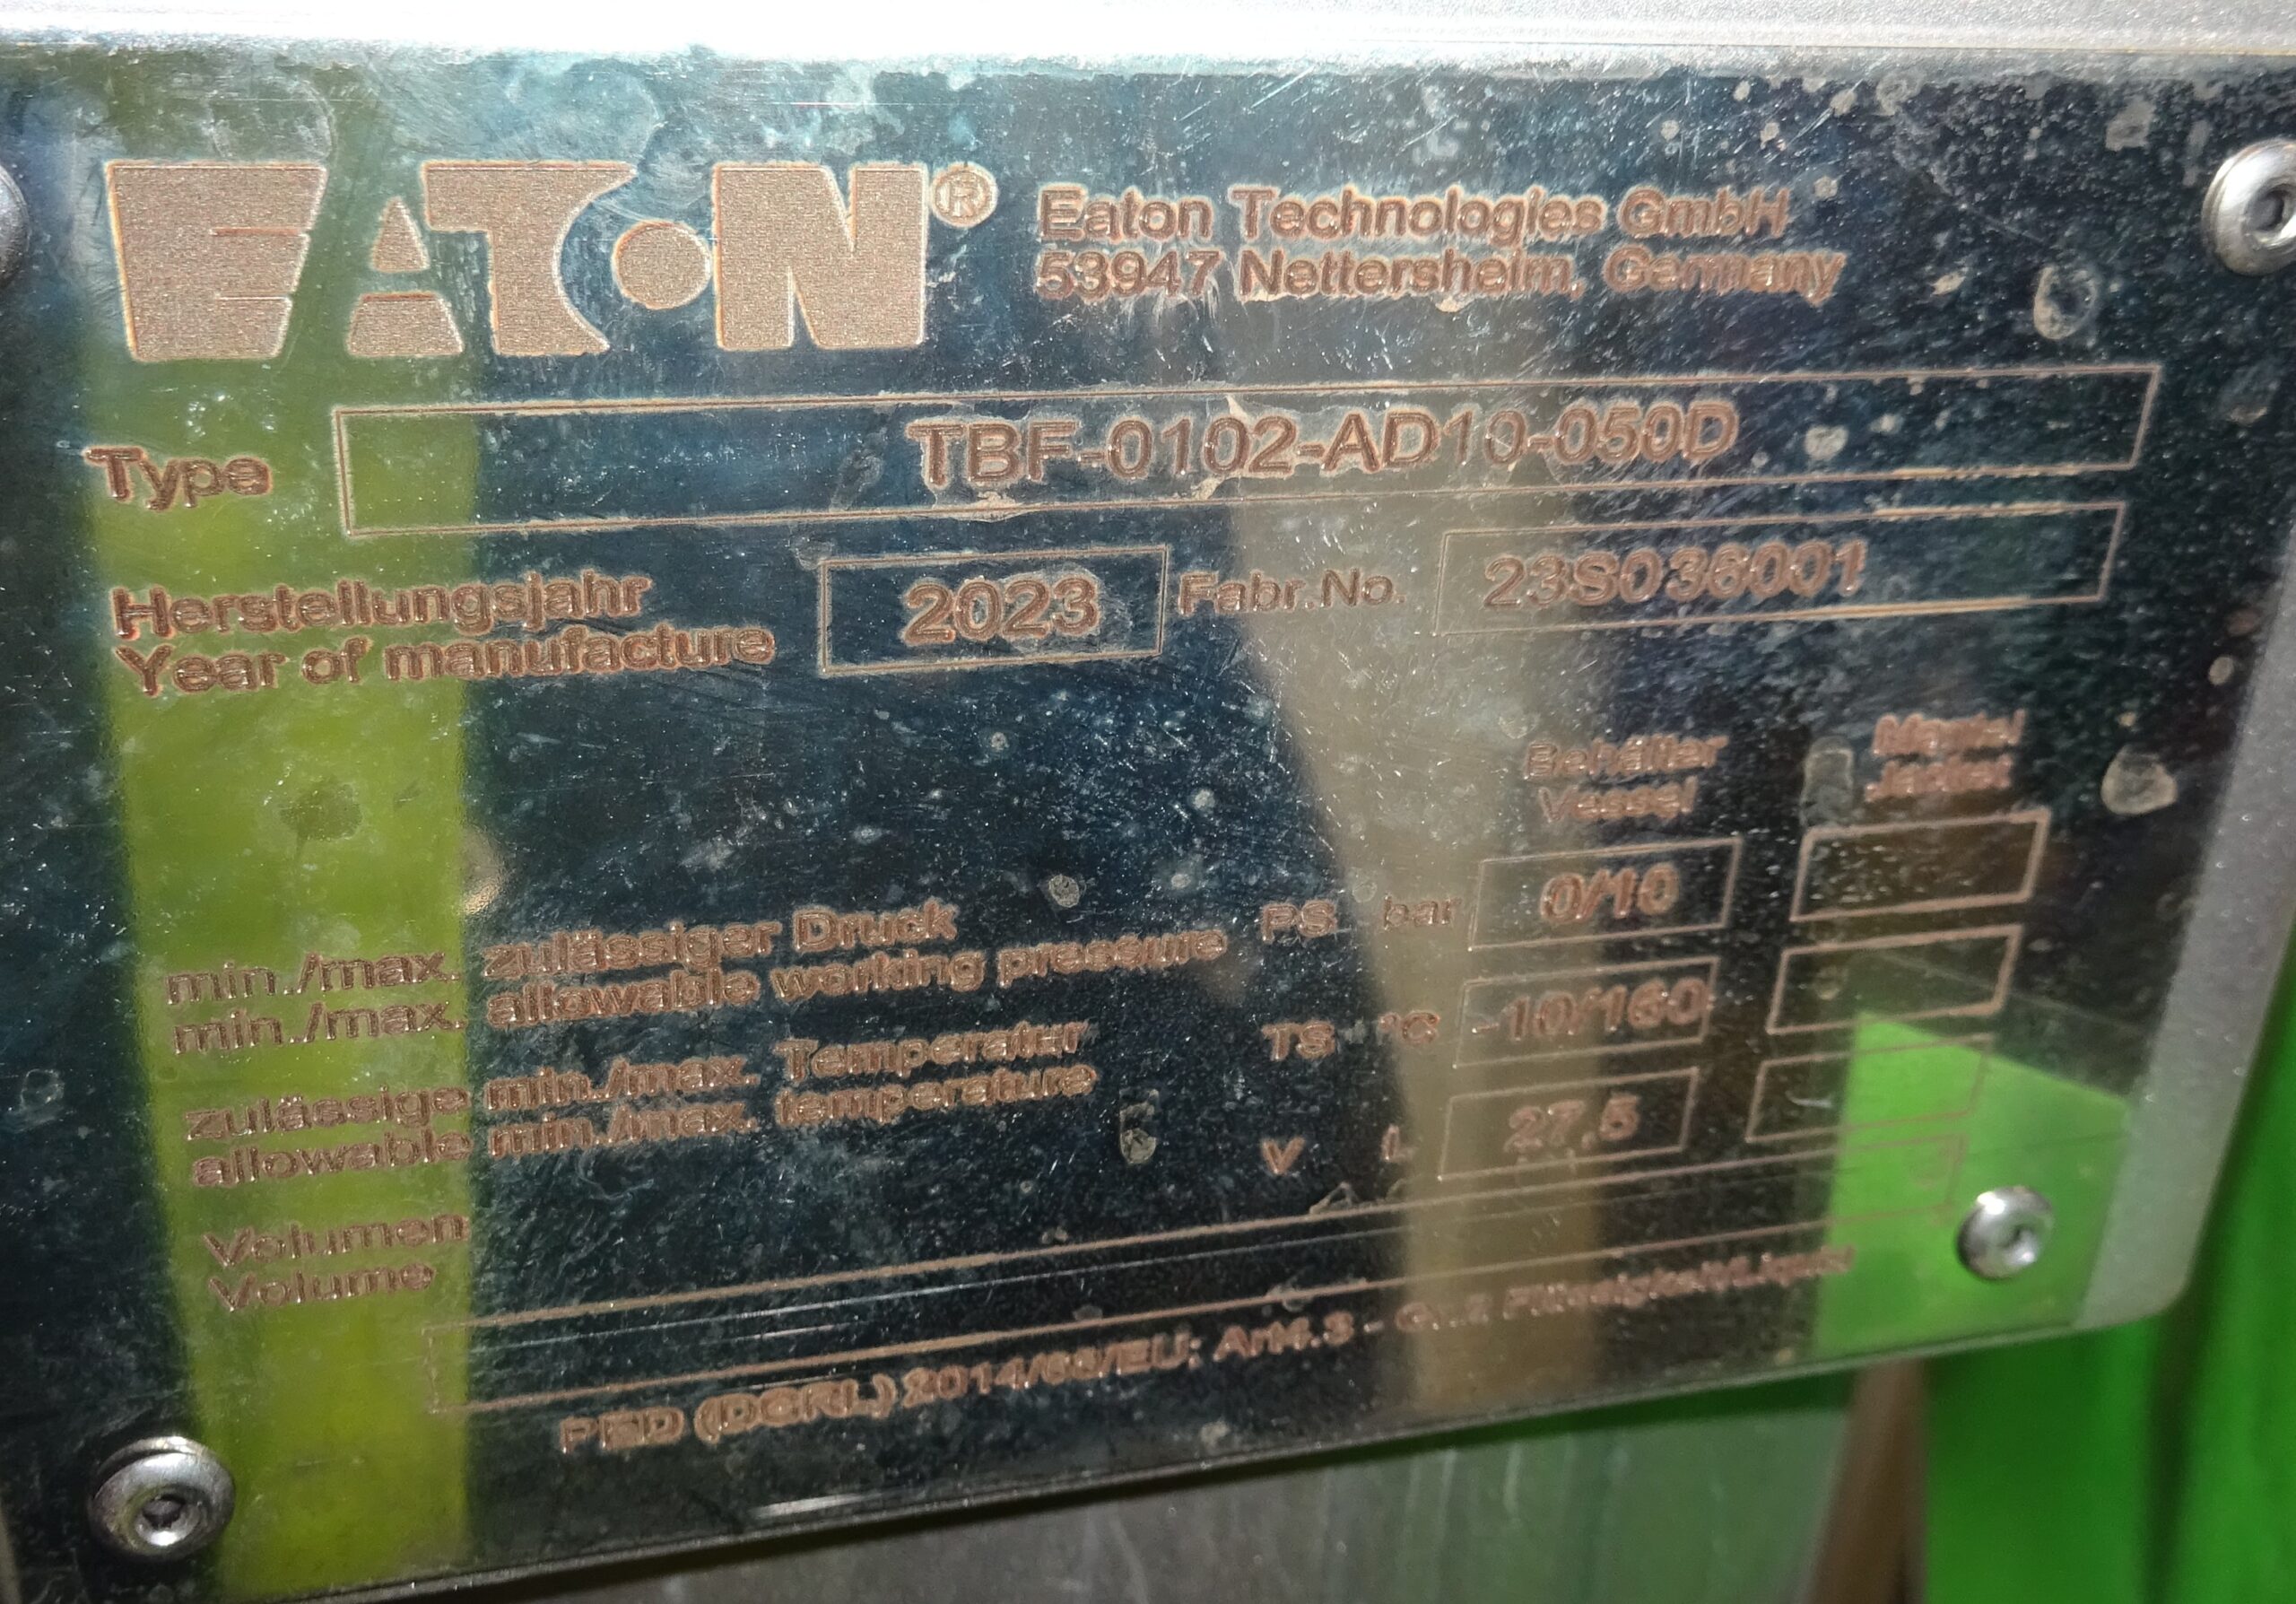 EATON® Eaton Technologies GmbH
53947 Nettersheim, Germany
Type TBF-0102-AD10-050D
Herstellungsjahr
Year of manufacture 2023 Fabr.No. 23S036001
Behälter Mantel
Vessel Jacket
min./max. zulässiger Druck
min./max. allowable working pressure PS bar 0/10
zulässige min./max. Temperatur
allowable min./max. temperature TS °C -10/160
Volumen
Volume V L 27,5
PED (DGRL) 2014/68/EU; Art4.3 - Flüssigkeit/Liquid